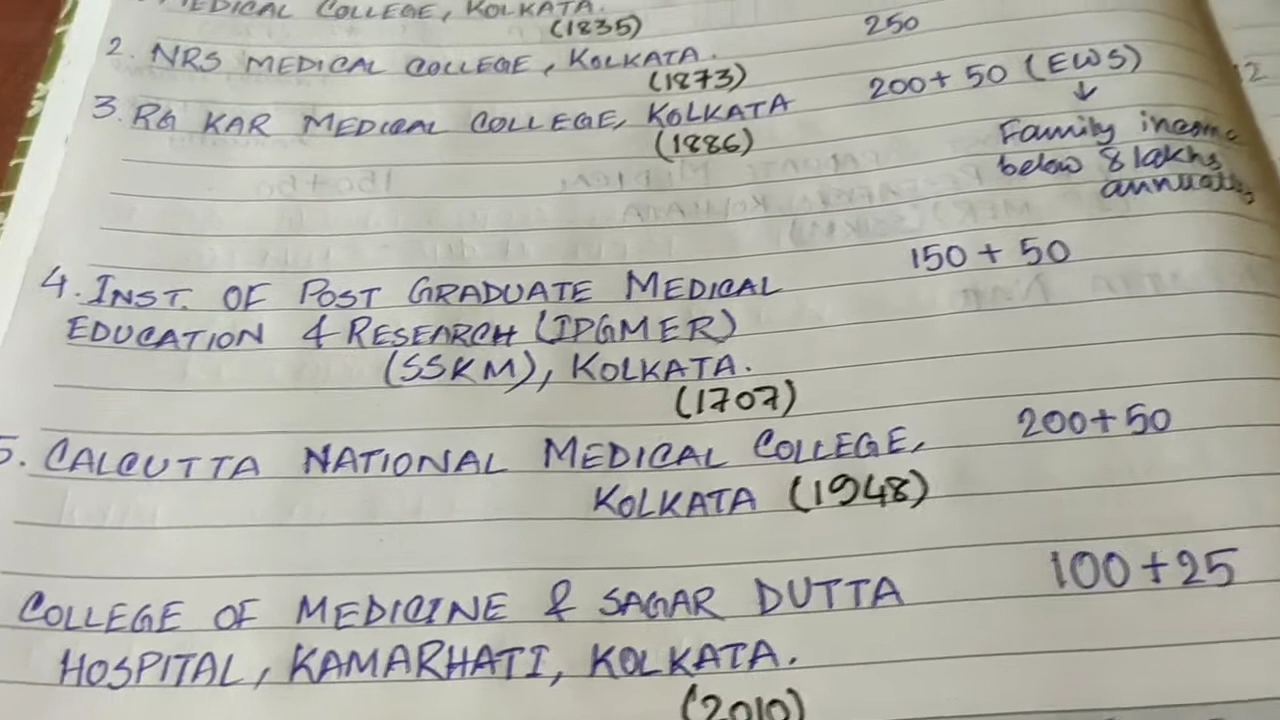 MEDICAL COLLEGE, KOLKATA.
(1835)
2. NRS MEDICAL COLLEGE, KOLKATA. 250
(1873)
3. RG KAR MEDICAL COLLEGE, KOLKATA 200+ 50 (EWS)
(1886)
↓
Family income
below 8 lakhs
annually
4. INST. OF POST GRADUATE MEDICAL 150 + 50
EDUCATION & RESEARCH (IPGMER)
(SSKM), KOLKATA.
(1707)
5. CALCUTTA NATIONAL MEDICAL COLLEGE, 200+50
KOLKATA (1948)
COLLEGE OF MEDICINE & SAGAR DUTTA 100+25
HOSPITAL, KAMARHATI, KOLKATA.
(2010)